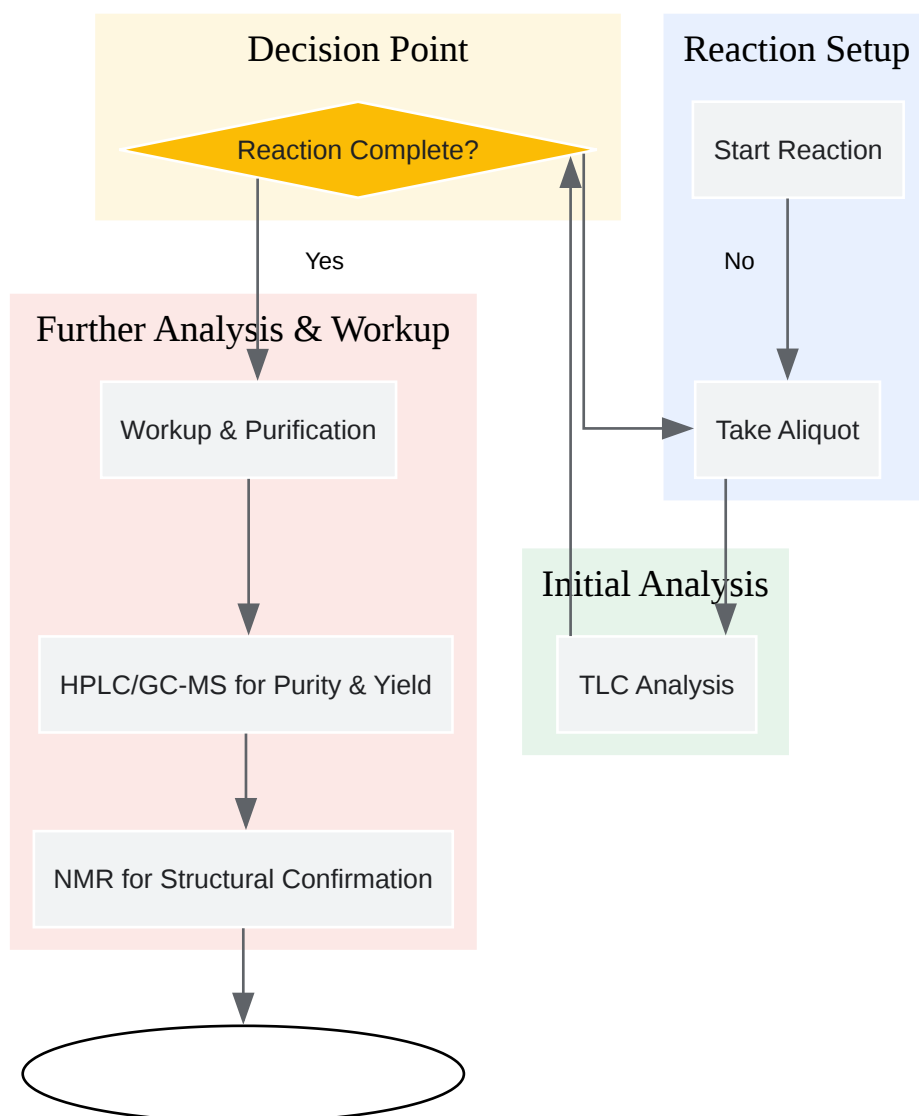 Decision Point
Reaction Setup
Reaction Complete?
Start Reaction
Yes
No
Further Analysis & Workup
Workup & Purification
Take Aliquot
Initial Analysis
HPLC/GC-MS for Purity & Yield
TLC Analysis
NMR for Structural Confirmation